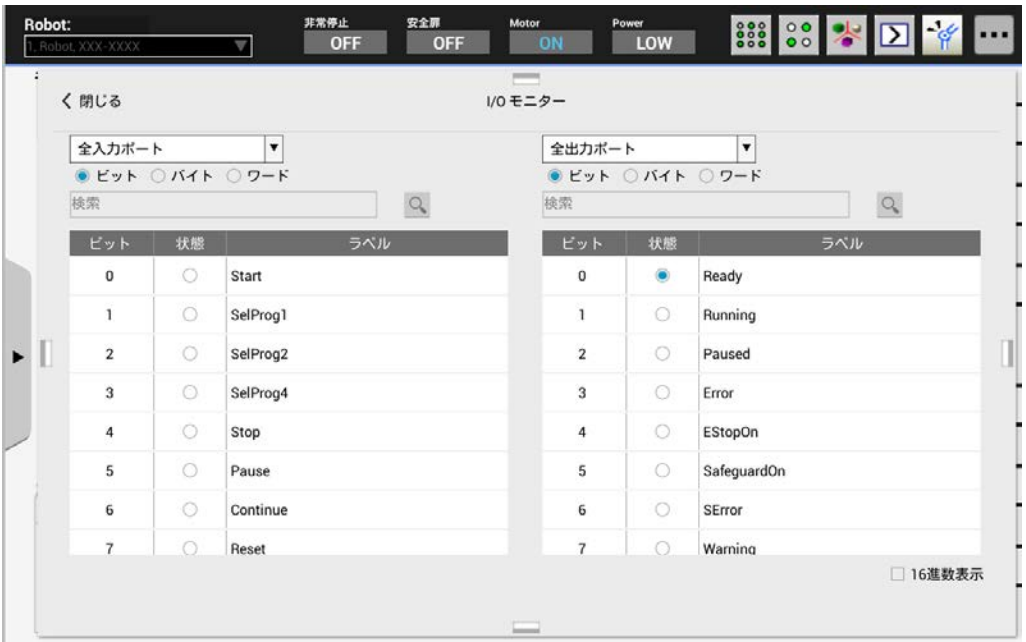 Robot:
1, Robot, XXX-XXXX
非常停止
OFF
安全扉
OFF
Motor
ON
Power
LOW
閉じる
I/O モニター
全入力ポート
ビット バイト ワード
検索
ビット 状態 ラベル
0 Start
1 SelProg1
2 SelProg2
3 SelProg4
4 Stop
5 Pause
6 Continue
7 Reset
全出力ポート
ビット バイト ワード
検索
ビット 状態 ラベル
0 Ready
1 Running
2 Paused
3 Error
4 EStopOn
5 SafeguardOn
6 SError
7 Warning
16進数表示